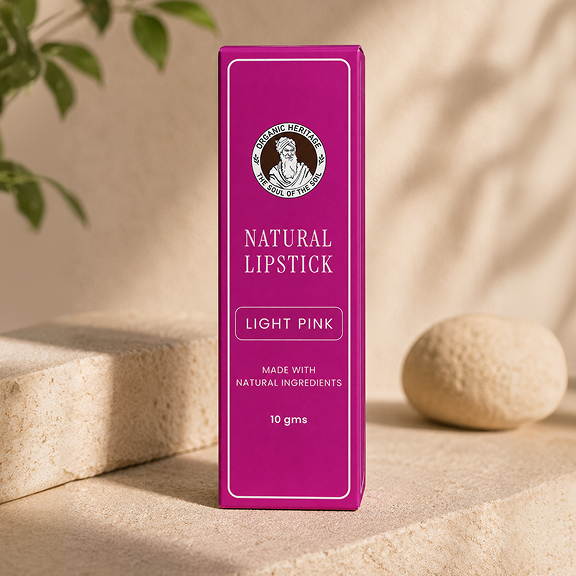 ORGANIC HERITAGE
THE SOUL OF THE SOIL
NATURAL
LIPSTICK
LIGHT PINK
MADE WITH
NATURAL INGREDIENTS
10 gms